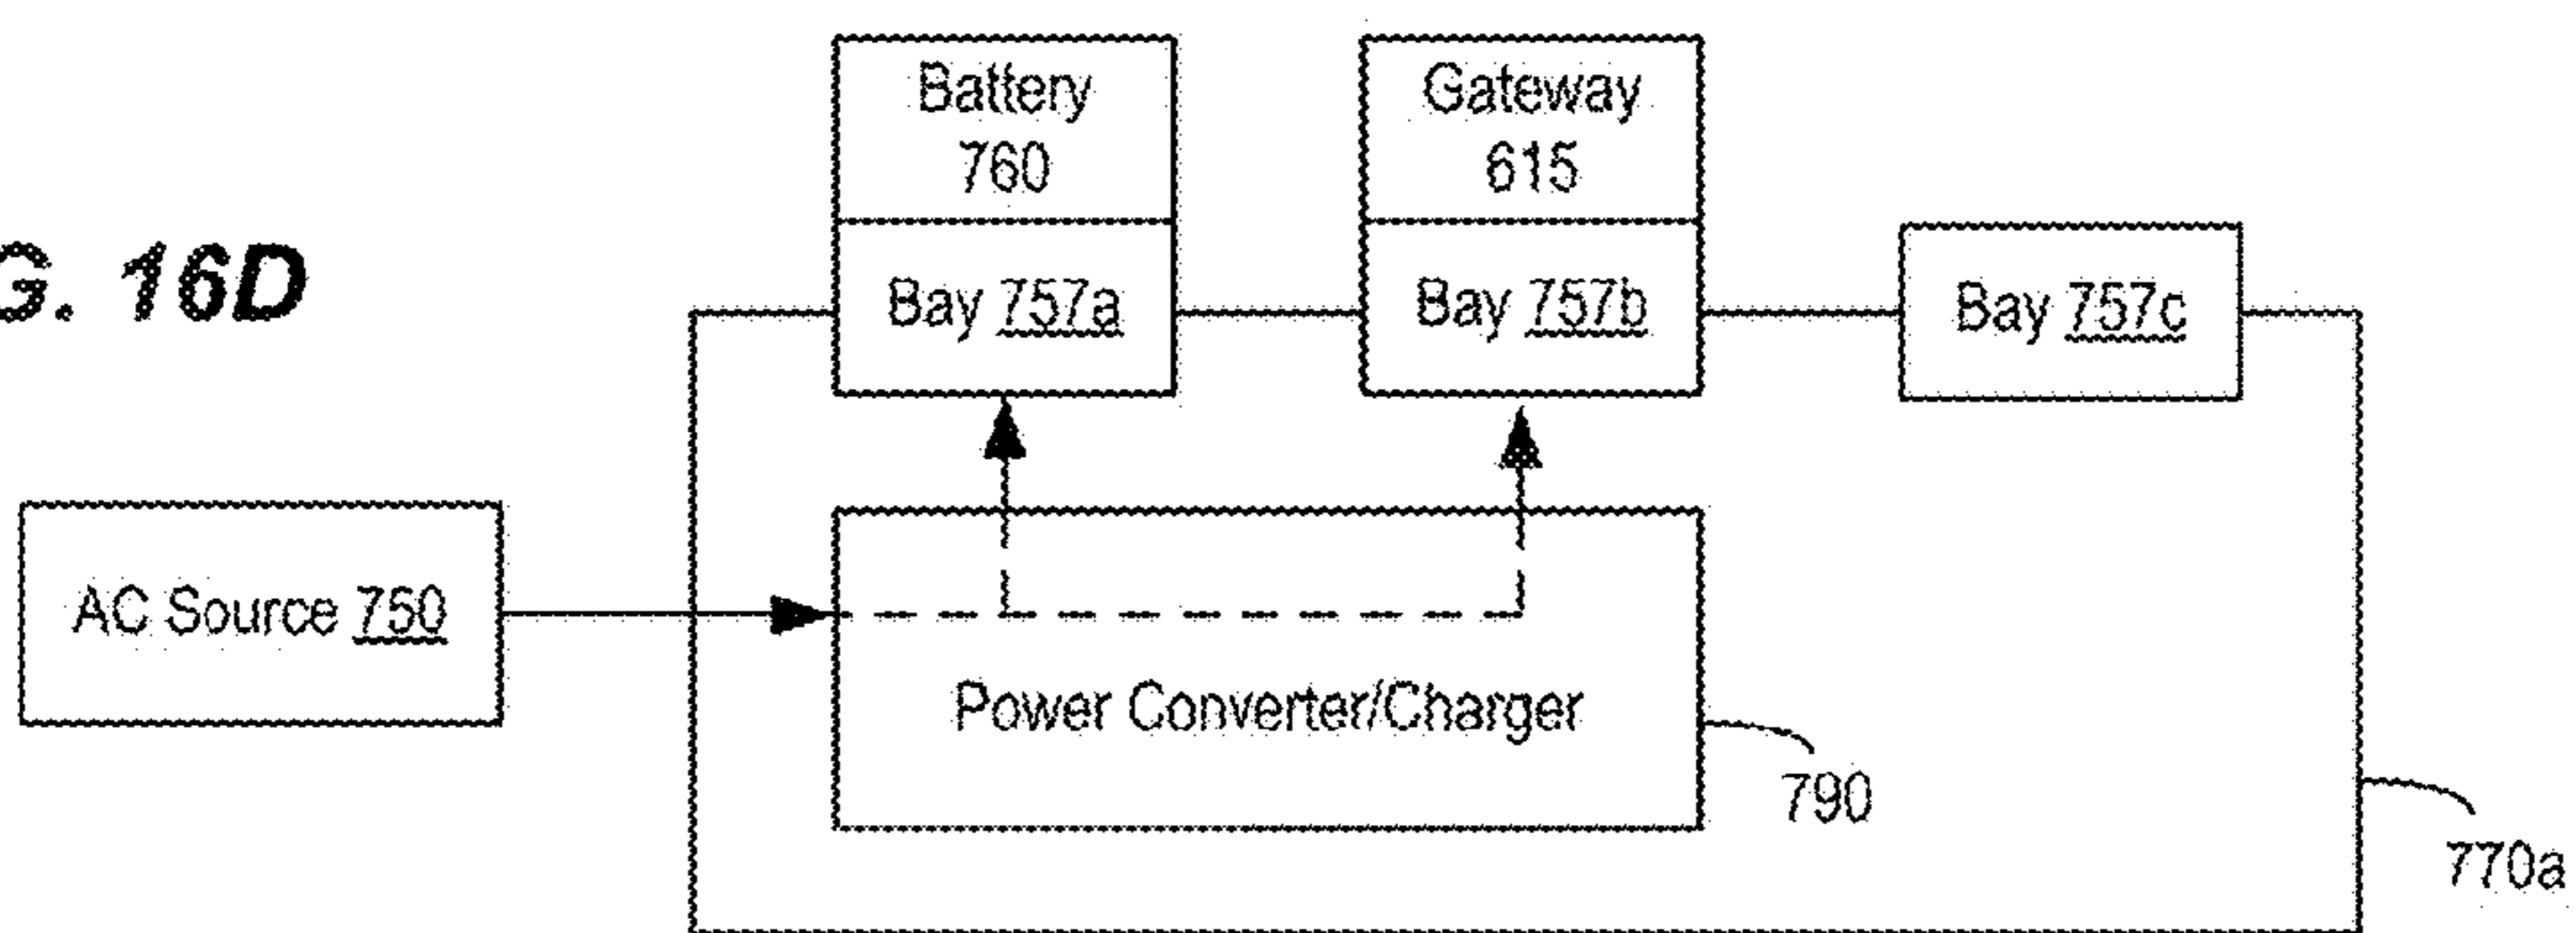 Battery
760
Gateway
615
G. 16D
Bay 757a
Bay 757b
Bay 757c
AC Source 750
Power Converter/Charger
790
770a